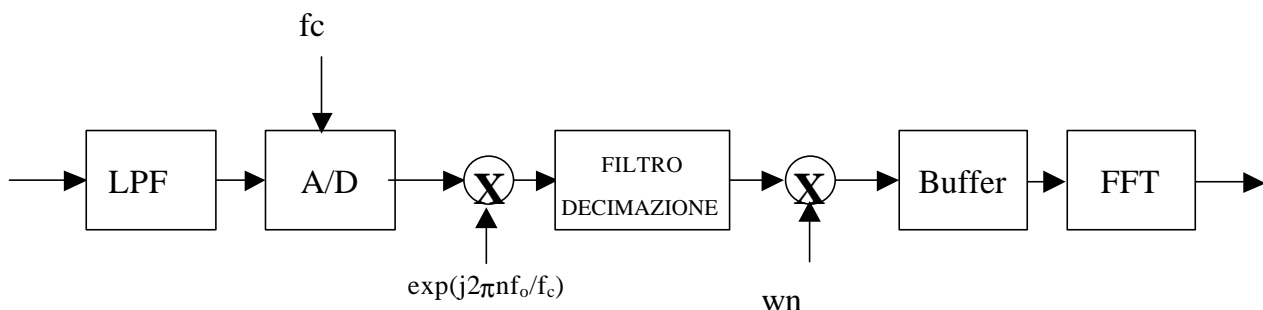 fc
LPF
A/D
X
FILTRO
DECIMAZIONE
X
Buffer
FFT
exp(j2πnfo/fc)
wn